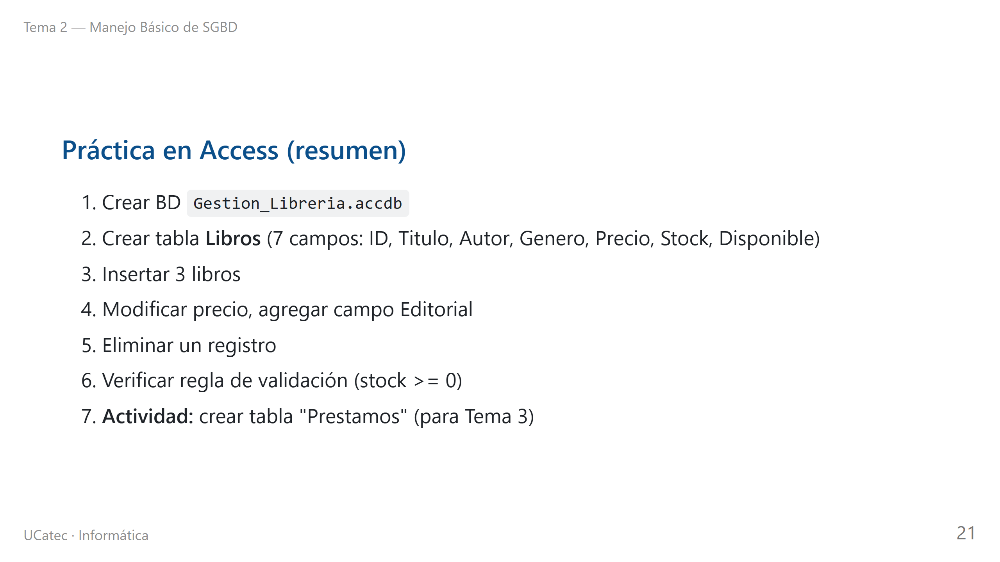 Tema 2 — Manejo Básico de SGBD
Práctica en Access (resumen)
1. Crear BD Gestion_Libreria.accdb
2. Crear tabla Libros (7 campos: ID, Titulo, Autor, Genero, Precio, Stock, Disponible)
3. Insertar 3 libros
4. Modificar precio, agregar campo Editorial
5. Eliminar un registro
6. Verificar regla de validación (stock >= 0)
7. Actividad: crear tabla "Prestamos" (para Tema 3)
UCatec · Informática
21